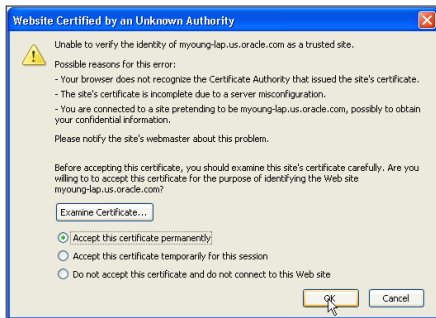 Website Certified by an Unknown Authority
Unable to verify the identity of myoung-lap.us.oracle.com as a trusted site.
Possible reasons for this error:
- Your browser does not recognize the Certificate Authority that issued the site's certificate.
- The site's certificate is incomplete due to a server misconfiguration.
- You are connected to a site pretending to be myoung-lap.us.oracle.com, possibly to obtain
your confidential information.
Please notify the site's webmaster about this problem.
Before accepting this certificate, you should examine this site's certificate carefully. Are you
willing to to accept this certificate for the purpose of identifying the Web site
myoung-lap.us.oracle.com?
Examine Certificate...
Accept this certificate permanently
Accept this certificate temporarily for this session
Do not accept this certificate and do not connect to this Web site
OK Cancel